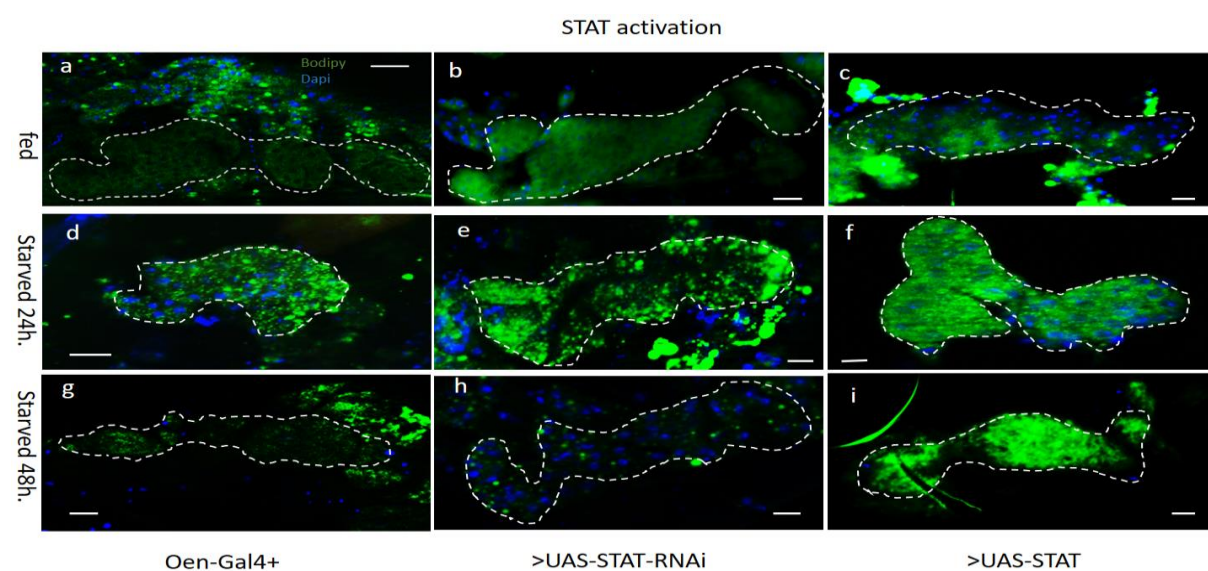 STAT activation
a
Bodipy
Dapi
b
c
fed
d
e
f
Starved 24h.
g
h
i
Starved 48h.
Oen-Gal4+
>UAS-STAT-RNAi
>UAS-STAT